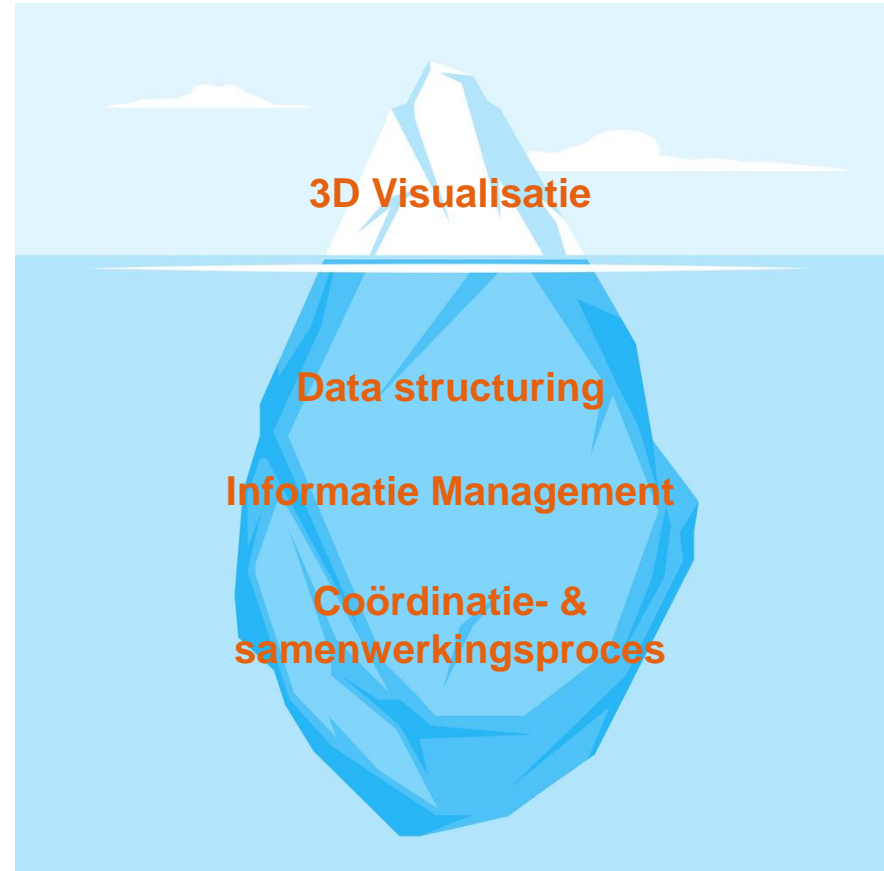 3D Visualisatie
Data structuring
Informatie Management
Coördinatie- &
samenwerkingsproces